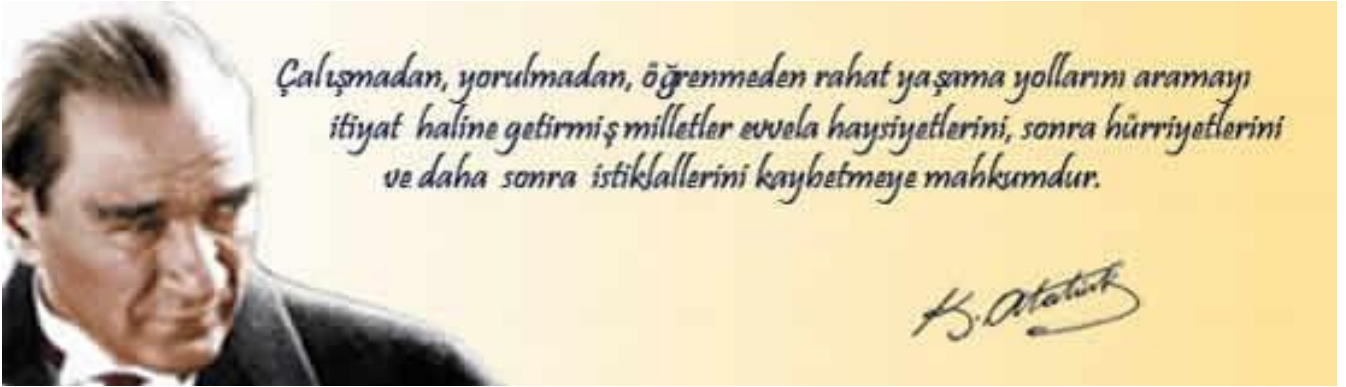 Çalışmadan, yorulmadan, öğrenmeden rahat yaşama yollarını aramayı
itiyat haline getirmiş milletler evvela haysiyetlerini, sonra hürriyetlerini
ve daha sonra istiklallerini kaybetmeye mahkumdur.
K. Atatürk